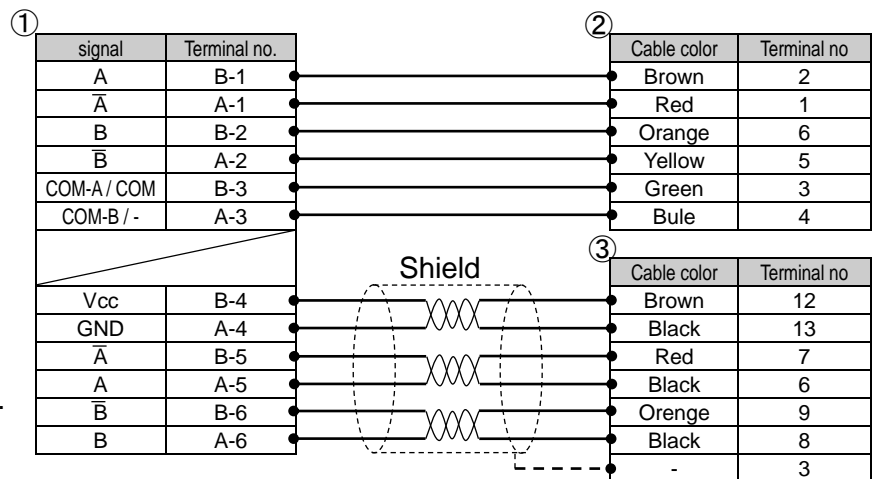 ①
signal Terminal no.
A B-1
A̅ A-1
B B-2
B̅ A-2
COM-A / COM B-3
COM-B / - A-3
Vcc B-4
GND A-4
A̅ B-5
A A-5
B̅ B-6
B A-6
Shield
②
Cable color Terminal no
Brown 2
Red 1
Orange 6
Yellow 5
Green 3
Bule 4
③
Cable color Terminal no
Brown 12
Black 13
Red 7
Black 6
Orenge 9
Black 8
- 3